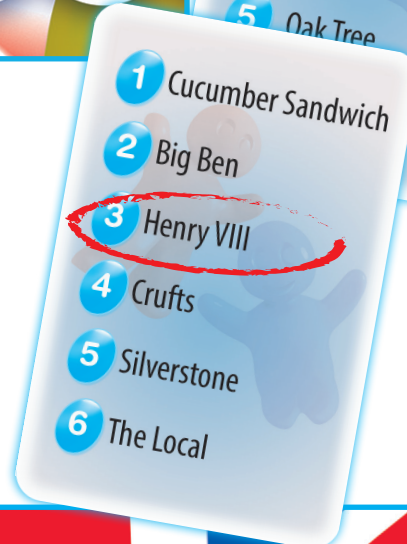 5 Oak Tree
1 Cucumber Sandwich
2 Big Ben
3 Henry VIII
4 Crufts
5 Silverstone
6 The Local